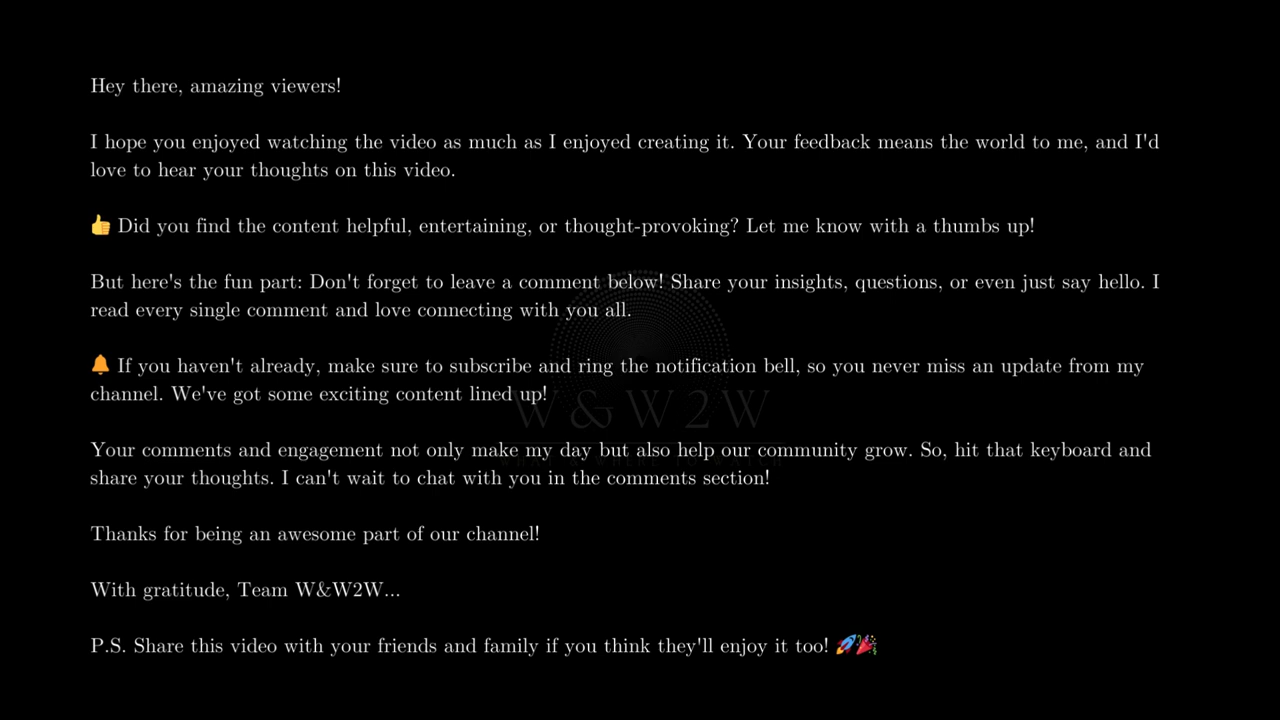 Hey there, amazing viewers!
I hope you enjoyed watching the video as much as I enjoyed creating it. Your feedback means the world to me, and I'd
love to hear your thoughts on this video.
👍 Did you find the content helpful, entertaining, or thought-provoking? Let me know with a thumbs up!
But here's the fun part: Don't forget to leave a comment below! Share your insights, questions, or even just say hello. I
read every single comment and love connecting with you all.
🔔 If you haven't already, make sure to subscribe and ring the notification bell, so you never miss an update from my
channel. We've got some exciting content lined up!
W&W2W
Your comments and engagement not only make my day but also help our community grow. So, hit that keyboard and
share your thoughts. I can't wait to chat with you in the comments section!
Thanks for being an awesome part of our channel!
With gratitude, Team W&W2W...
P.S. Share this video with your friends and family if you think they'll enjoy it too! 🚀🎉